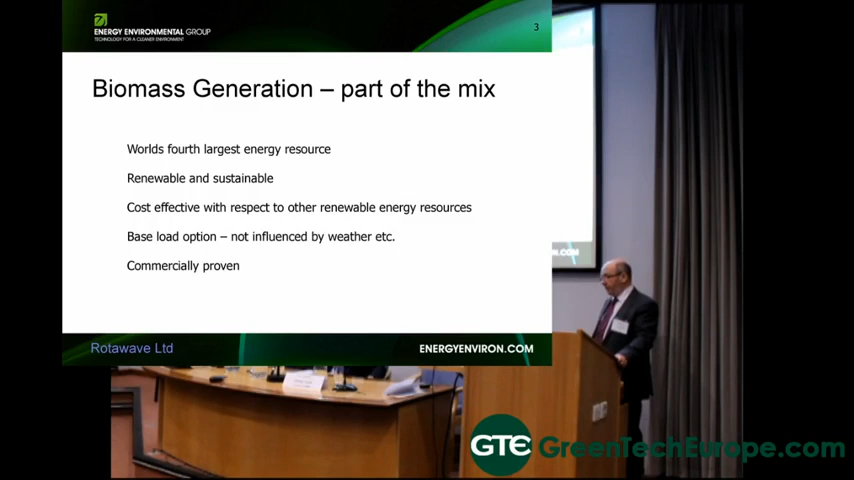 ENERGY ENVIRONMENTAL GROUP
TECHNOLOGY FOR A CLEANER ENVIRONMENT
3
Biomass Generation – part of the mix
Worlds fourth largest energy resource
Renewable and sustainable
Cost effective with respect to other renewable energy resources
Base load option – not influenced by weather etc.
Commercially proven
Rotawave Ltd
ENERGYENVIRON.COM
N.COM
GTE GreenTechEurope.com